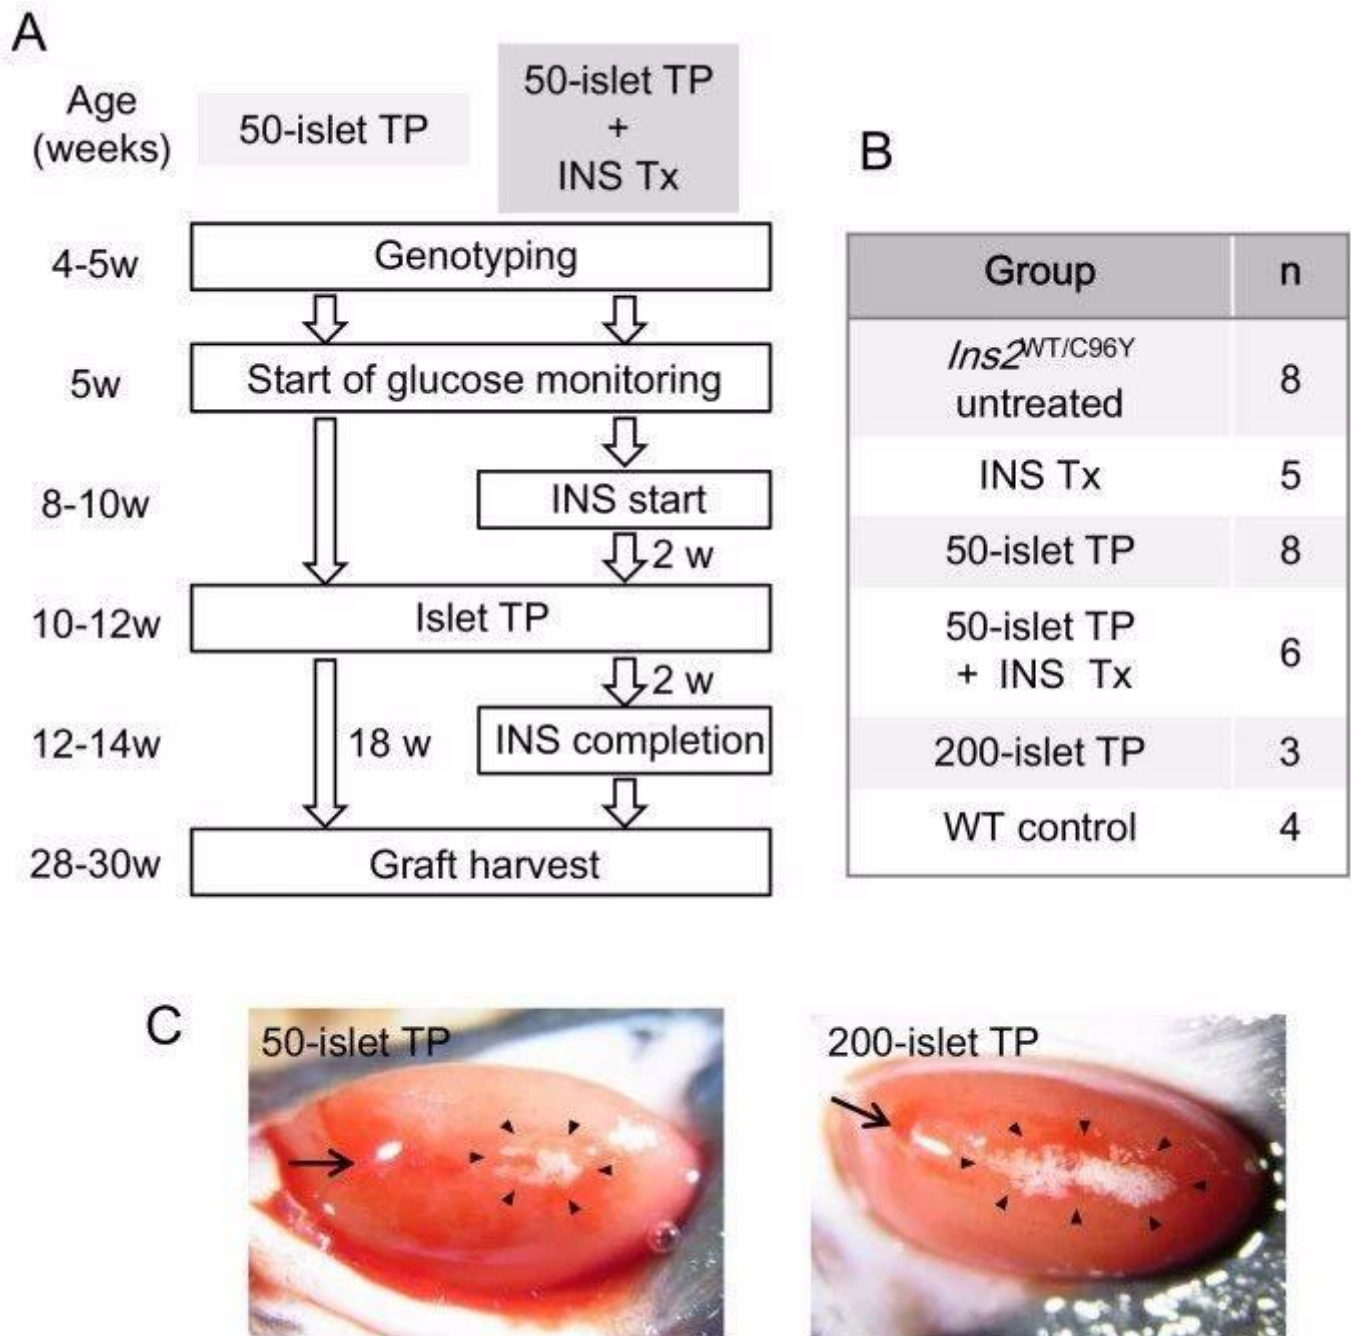 A
Age
(weeks)
50-islet TP
50-islet TP
+
INS Tx
4-5w
Genotyping
5w
Start of glucose monitoring
8-10w
INS start
2 w
10-12w
Islet TP
2 w
12-14w
18 w
INS completion
28-30w
Graft harvest
B
Group n
Ins2WT/C96Y
untreated
8
INS Tx 5
50-islet TP 8
50-islet TP
+ INS Tx
6
200-islet TP 3
WT control 4
C
50-islet TP
200-islet TP